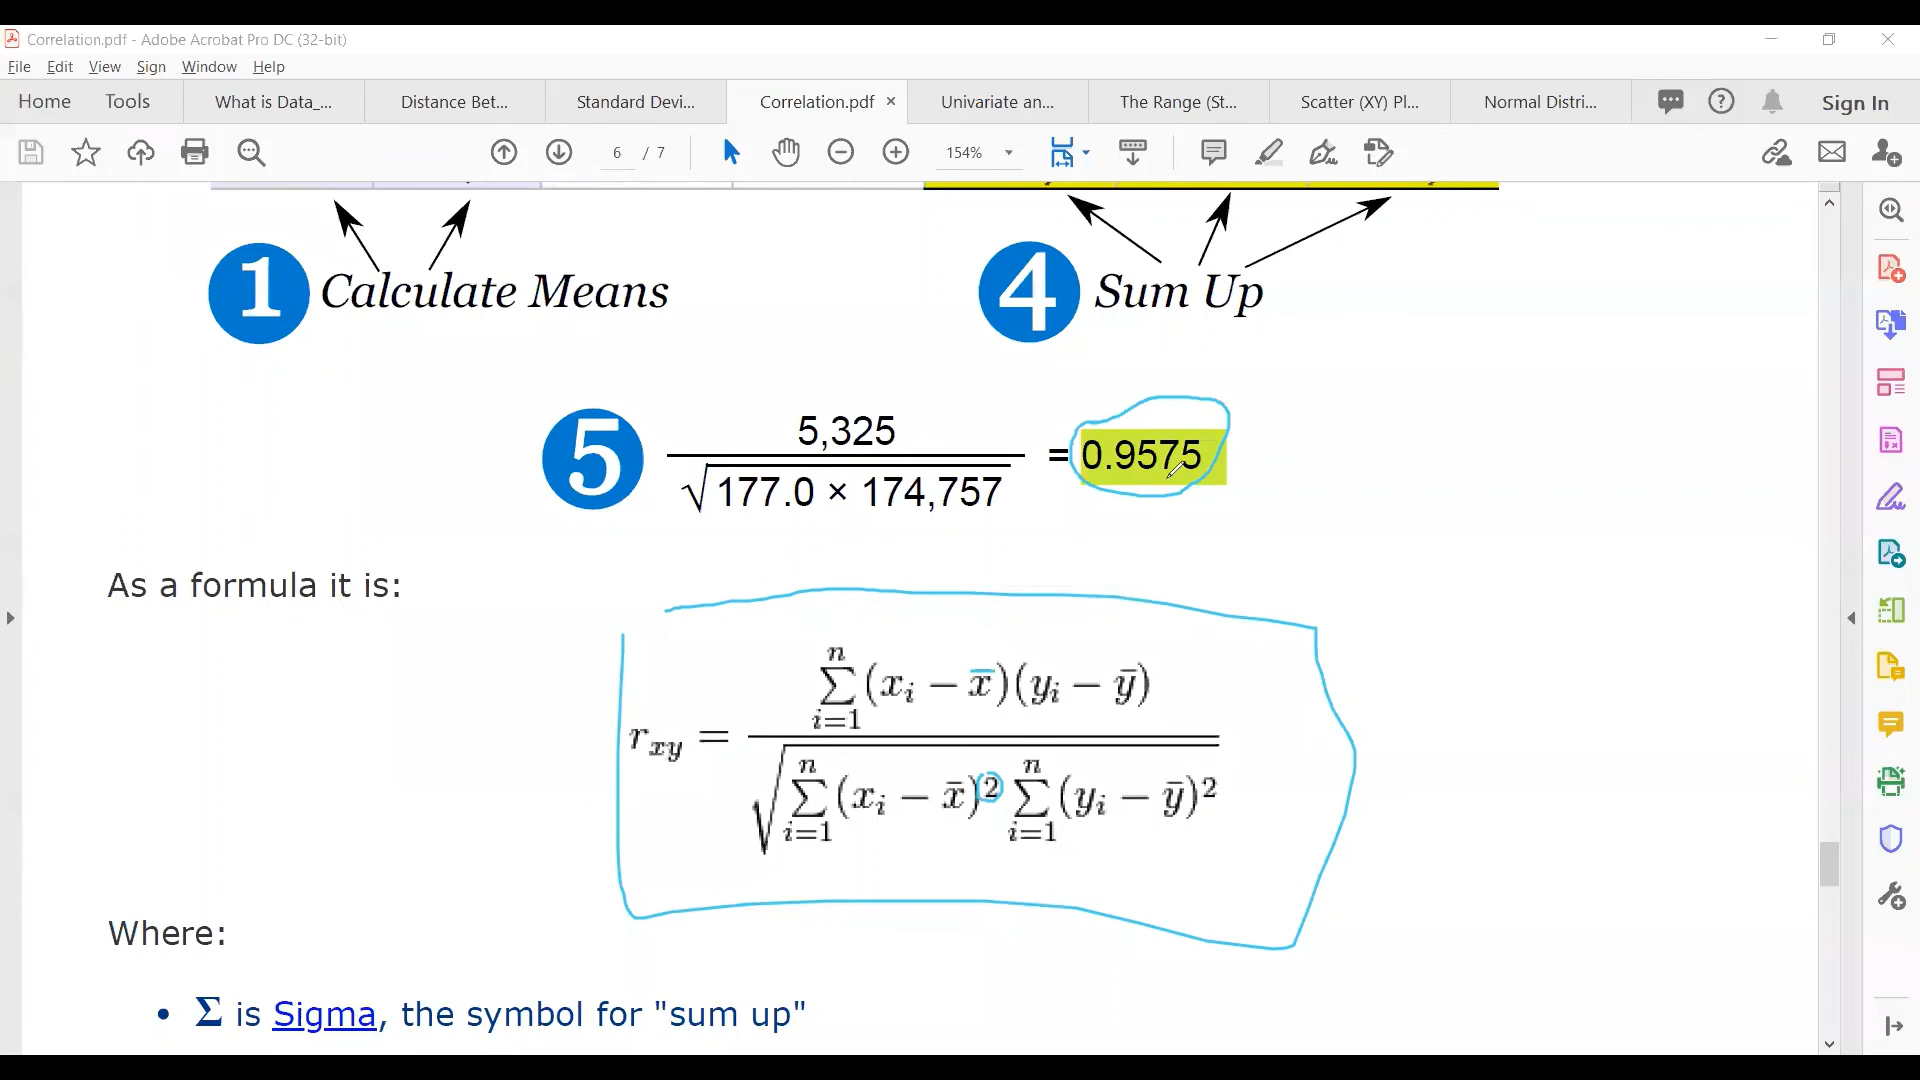 Correlation.pdf - Adobe Acrobat Pro DC (32-bit)
File Edit View Sign Window Help
Home Tools What is Data_... Distance Bet... Standard Devi... Correlation.pdf × Univariate an... The Range (St... Scatter (XY) Pl... Normal Distri... Sign In
6 / 7 154%
1 Calculate Means 4 Sum Up
5 5,325 / √177.0 × 174,757 = 0.9575
As a formula it is:
r_xy = ∑_{i=1}^{n} (x_i − x̄)(y_i − ȳ) / √∑_{i=1}^{n} (x_i − x̄)² ∑_{i=1}^{n} (y_i − ȳ)²
Where:
• Σ is Sigma, the symbol for "sum up"